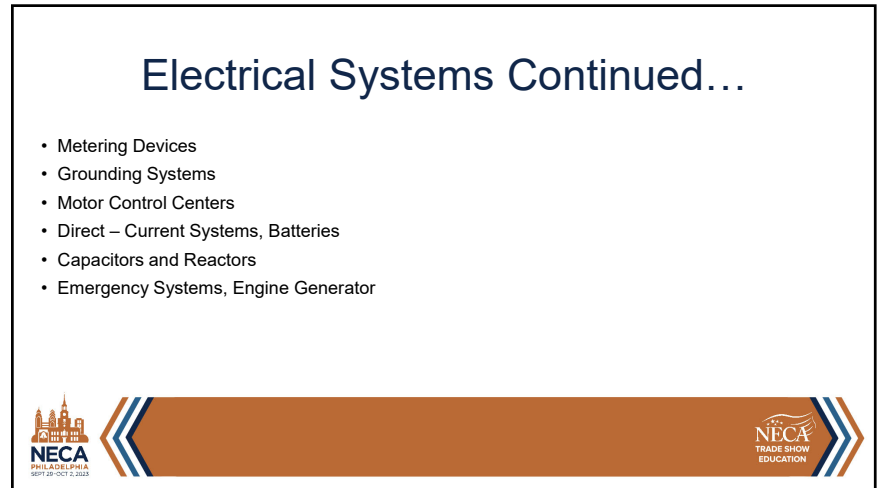 Electrical Systems Continued…
• Metering Devices
• Grounding Systems
• Motor Control Centers
• Direct – Current Systems, Batteries
• Capacitors and Reactors
• Emergency Systems, Engine Generator
NECA
PHILADELPHIA
SEPT 29-OCT 2, 2023
NECA
TRADE SHOW
EDUCATION